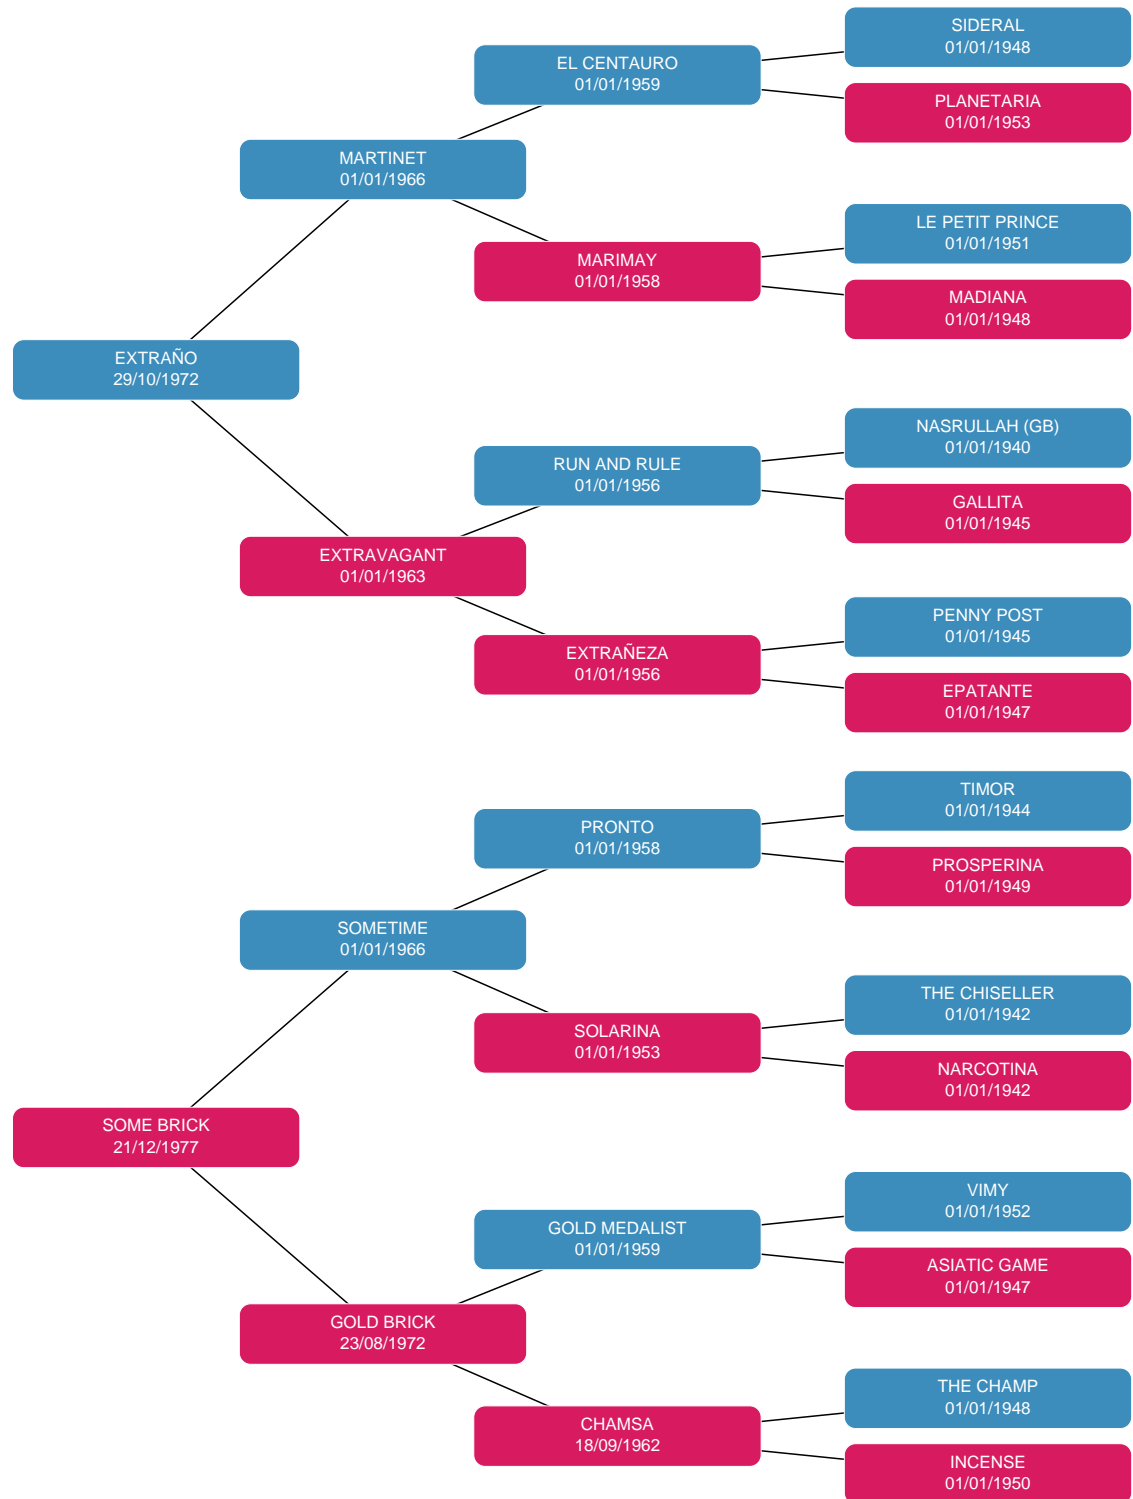 SIDERAL
01/01/1948
EL CENTAURO
01/01/1959
PLANETARIA
01/01/1953
MARTINET
01/01/1966
LE PETIT PRINCE
01/01/1951
MARIMAY
01/01/1958
MADIANA
01/01/1948
EXTRAÑO
29/10/1972
NASRULLAH (GB)
01/01/1940
RUN AND RULE
01/01/1956
GALLITA
01/01/1945
EXTRAVAGANT
01/01/1963
PENNY POST
01/01/1945
EXTRAÑEZA
01/01/1956
EPATANTE
01/01/1947
TIMOR
01/01/1944
PRONTO
01/01/1958
PROSPERINA
01/01/1949
SOMETIME
01/01/1966
THE CHISELLER
01/01/1942
SOLARINA
01/01/1953
NARCOTINA
01/01/1942
SOME BRICK
21/12/1977
VIMY
01/01/1952
GOLD MEDALIST
01/01/1959
ASIATIC GAME
01/01/1947
GOLD BRICK
23/08/1972
THE CHAMP
01/01/1948
CHAMSA
18/09/1962
INCENSE
01/01/1950